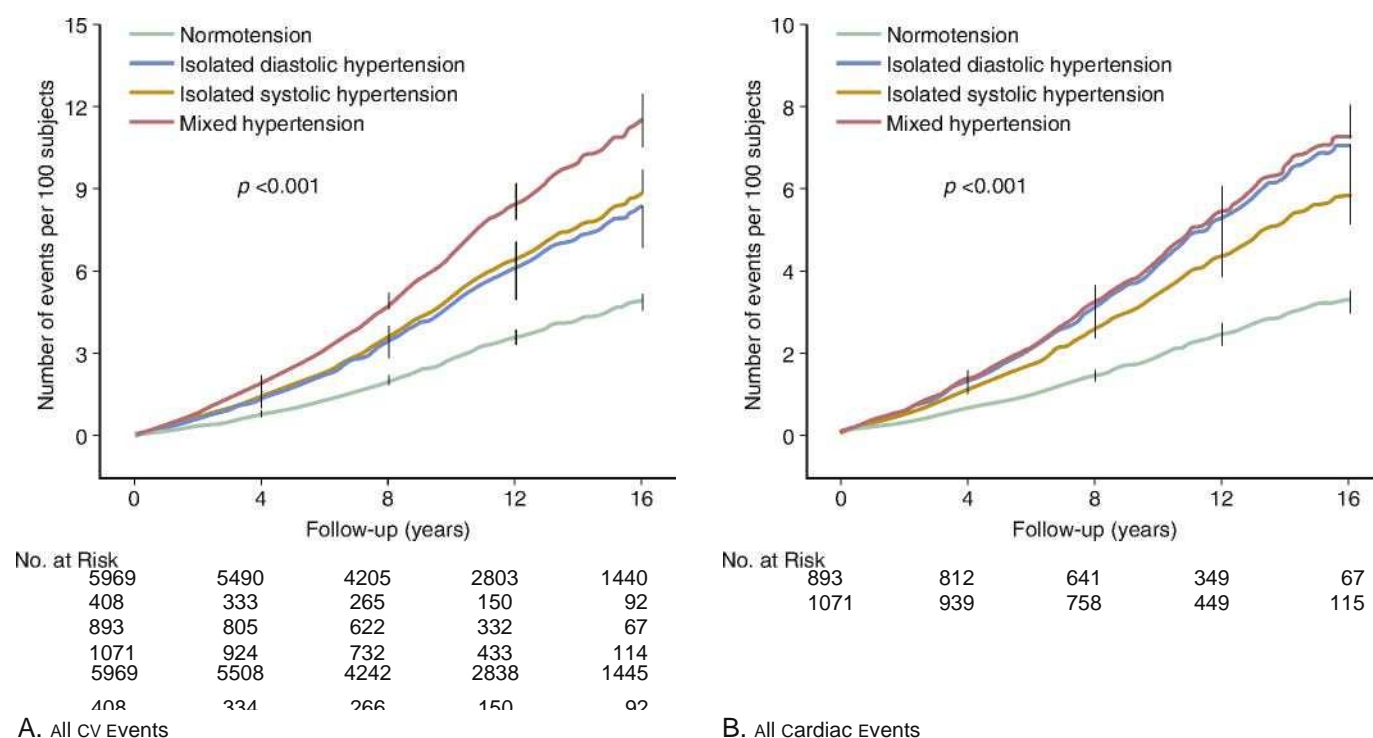 15
12
9
6
3
0
Number of events per 100 subjects
Normotension
Isolated diastolic hypertension
Isolated systolic hypertension
Mixed hypertension
p <0.001
0 4 8 12 16
Follow-up (years)
No. at Risk
5969 5490 4205 2803 1440
408 333 265 150 92
893 805 622 332 67
1071 924 732 433 114
5969 5508 4242 2838 1445
408 334 266 150 92
A. All CV Events
10
8
6
4
2
0
Number of events per 100 subjects
Normotension
Isolated diastolic hypertension
Isolated systolic hypertension
Mixed hypertension
p <0.001
0 4 8 12 16
Follow-up (years)
No. at Risk
893 812 641 349 67
1071 939 758 449 115
B. All Cardiac Events